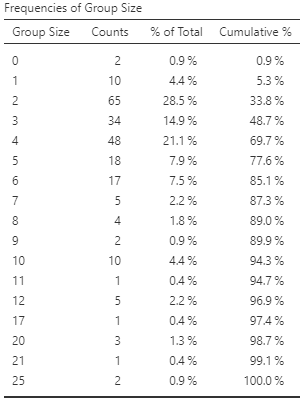 Frequencies of Group Size
Group Size Counts % of Total Cumulative %
0 2 0.9 % 0.9 %
1 10 4.4 % 5.3 %
2 65 28.5 % 33.8 %
3 34 14.9 % 48.7 %
4 48 21.1 % 69.7 %
5 18 7.9 % 77.6 %
6 17 7.5 % 85.1 %
7 5 2.2 % 87.3 %
8 4 1.8 % 89.0 %
9 2 0.9 % 89.9 %
10 10 4.4 % 94.3 %
11 1 0.4 % 94.7 %
12 5 2.2 % 96.9 %
17 1 0.4 % 97.4 %
20 3 1.3 % 98.7 %
21 1 0.4 % 99.1 %
25 2 0.9 % 100.0 %